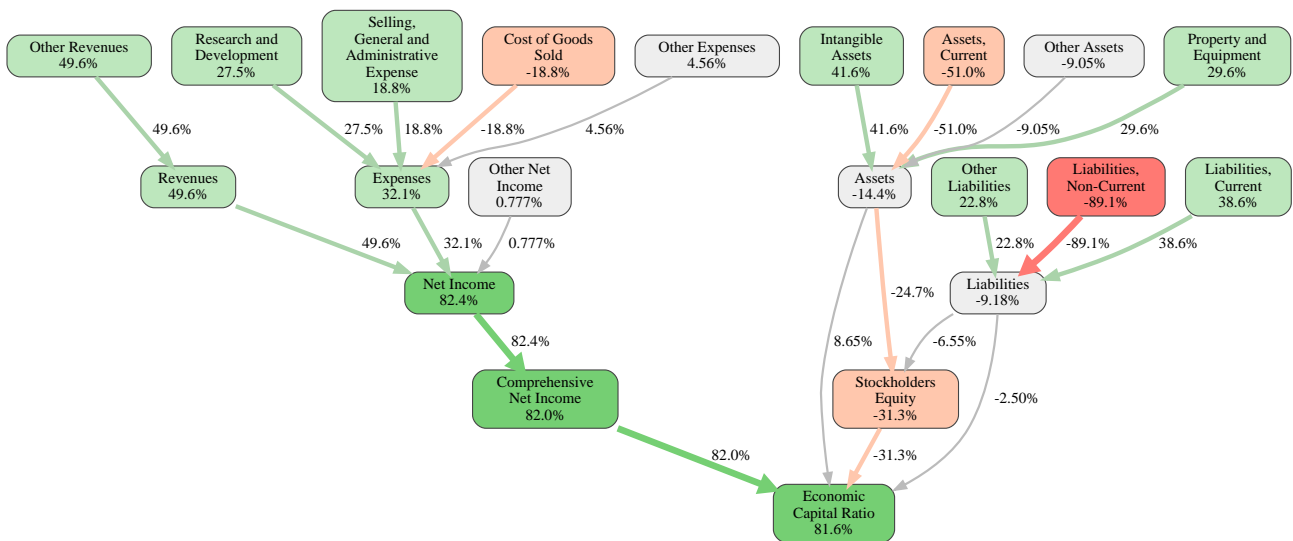 Other Revenues
49.6%
Research and
Development
27.5%
Selling,
General and
Administrative
Expense
18.8%
Cost of Goods
Sold
-18.8%
Other Expenses
4.56%
Intangible
Assets
41.6%
Assets,
Current
-51.0%
Other Assets
-9.05%
Property and
Equipment
29.6%
49.6%
27.5%
18.8%
-18.8%
4.56%
41.6%
-51.0%
-9.05%
29.6%
Revenues
49.6%
Expenses
32.1%
Other Net
Income
0.777%
Assets
-14.4%
Other
Liabilities
22.8%
Liabilities,
Non-Current
-89.1%
Liabilities,
Current
38.6%
49.6%
32.1%
0.777%
22.8%
-89.1%
38.6%
Net Income
82.4%
Liabilities
-9.18%
-24.7%
82.4%
8.65%
-6.55%
Comprehensive
Net Income
82.0%
Stockholders
Equity
-31.3%
-2.50%
82.0%
-31.3%
Economic
Capital Ratio
81.6%